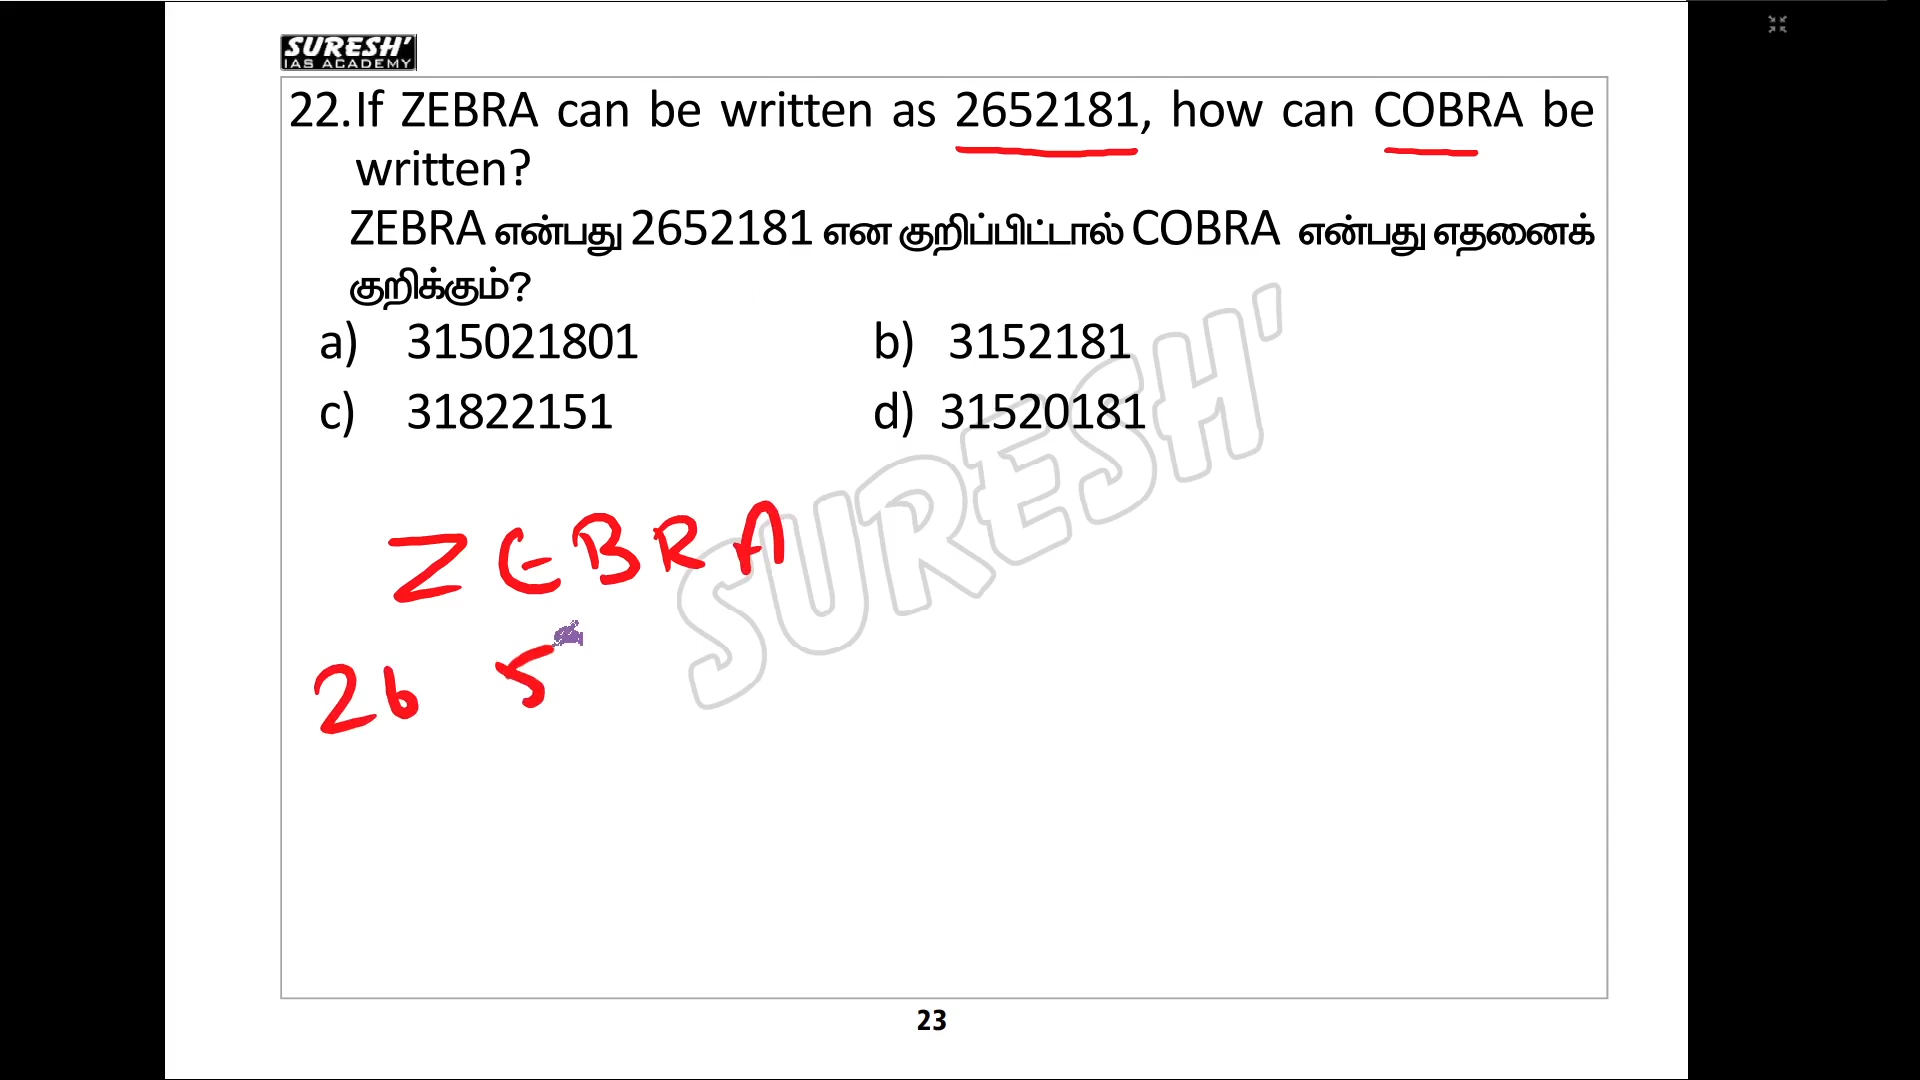 SURESH'
IAS ACADEMY
22.If ZEBRA can be written as 2652181, how can COBRA be
written?
ZEBRA என்பது 2652181 என குறிப்பிட்டால் COBRA என்பது எதனைக்
குறிக்கும்?
a) 315021801 b) 3152181
c) 31822151 d) 31520181
SURESH'
ZEBRA
26 5
23